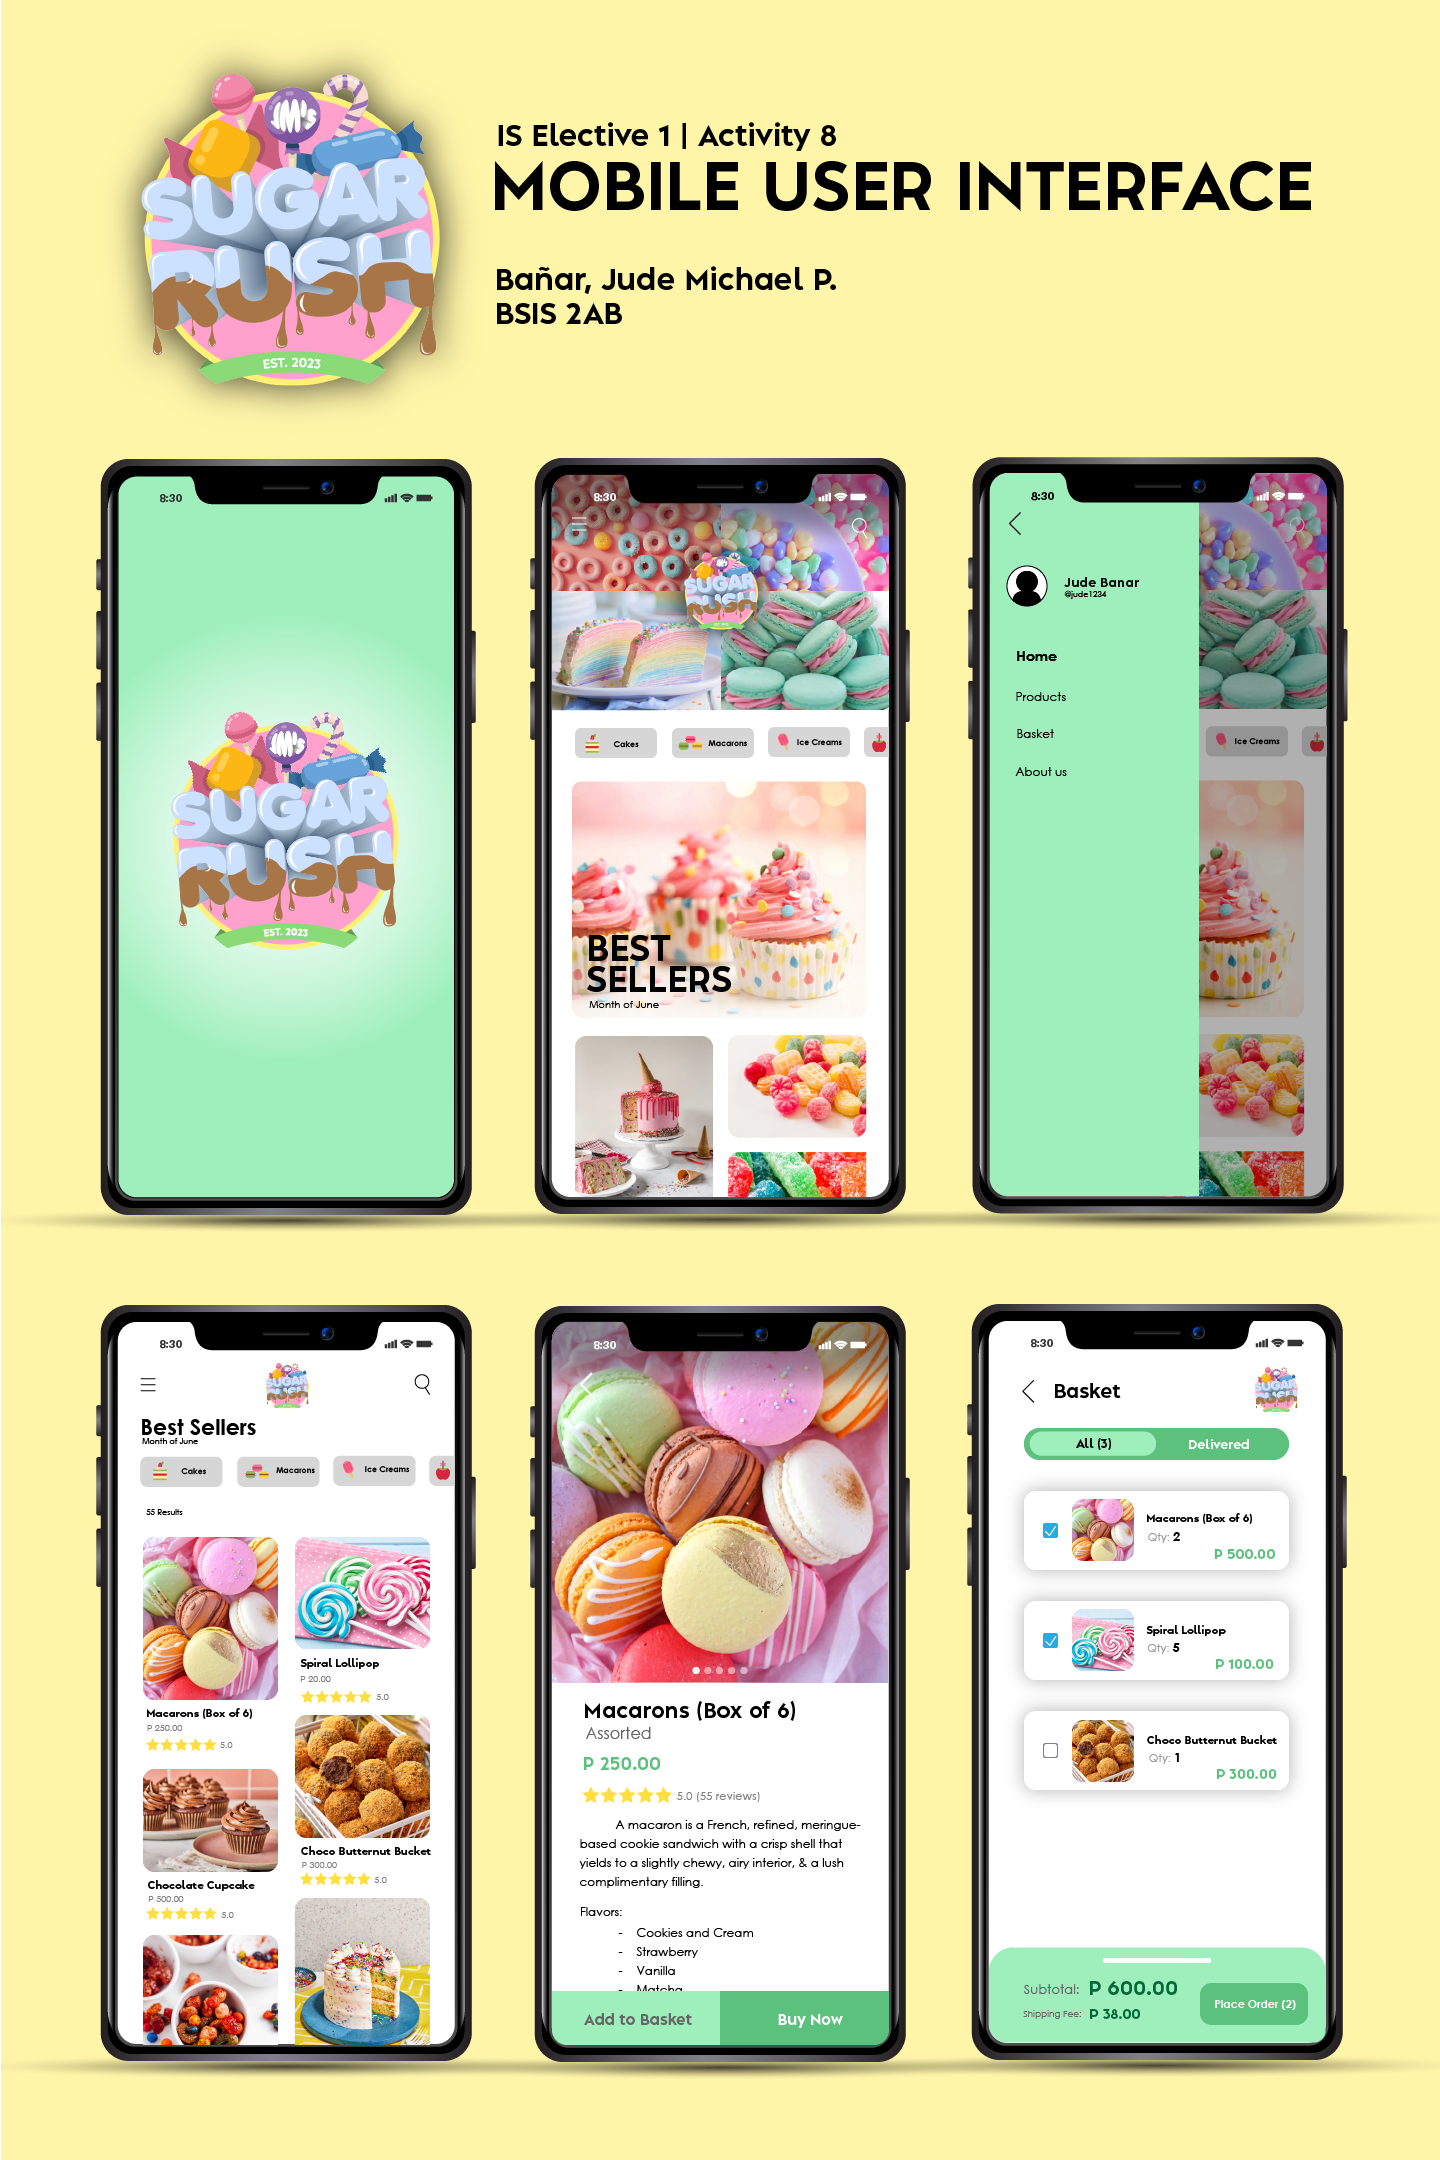 JM's
SUGAR
RUSH
EST. 2023
IS Elective 1 | Activity 8
MOBILE USER INTERFACE
Bañar, Jude Michael P.
BSIS 2AB
8:30
JM's
SUGAR
RUSH
EST. 2023
8:30
SUGAR
RUSH
Cakes
Macarons
Ice Creams
BEST
SELLERS
Month of June
8:30
Jude Banar
@jude1234
Home
Products
Basket
About us
Ice Creams
8:30
SUGAR
RUSH
Best Sellers
Month of June
Cakes
Macarons
Ice Creams
55 Results
Macarons (Box of 6)
P 250.00
5.0
Spiral Lollipop
P 20.00
5.0
Chocolate Cupcake
P 500.00
5.0
Choco Butternut Bucket
P 300.00
5.0
8:30
Macarons (Box of 6)
Assorted
P 250.00
5.0 (55 reviews)
A macaron is a French, refined, meringue-
based cookie sandwich with a crisp shell that
yields to a slightly chewy, airy interior, & a lush
complimentary filling.
Flavors:
- Cookies and Cream
- Strawberry
- Vanilla
- Matcha
Add to Basket
Buy Now
8:30
Basket
SUGAR
RUSH
All (3)
Delivered
Macarons (Box of 6)
Qty: 2
P 500.00
Spiral Lollipop
Qty: 5
P 100.00
Choco Butternut Bucket
Qty: 1
P 300.00
Subtotal: P 600.00
Shipping Fee: P 38.00
Place Order (2)